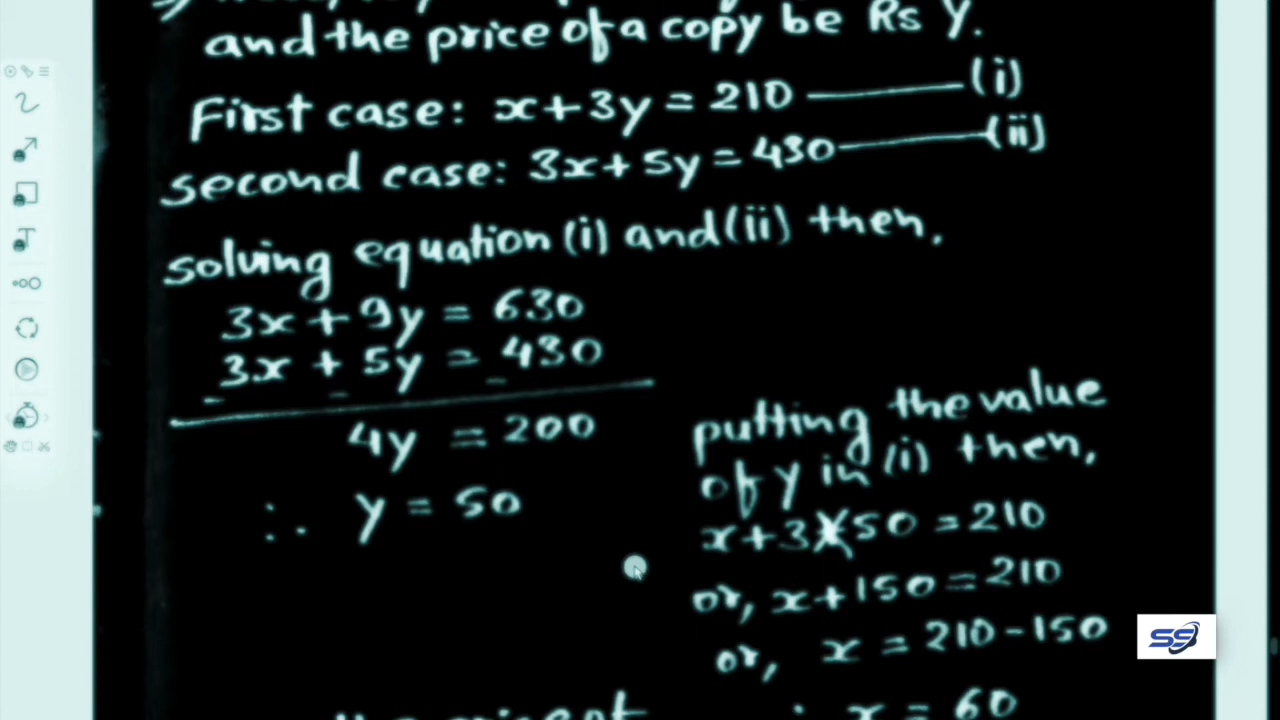 and the price of a copy be Rs y.
First case: x+3y = 210 ——— (i)
second case: 3x+5y = 430 ——— (ii)
solving equation (i) and (ii) then,
3x + 9y = 630
3x + 5y = 430
- - -
4y = 200
∴ y = 50
putting the value
of y in (i) then,
x+3×50 = 210
or, x+150 = 210
or, x = 210-150
x = 60
SS